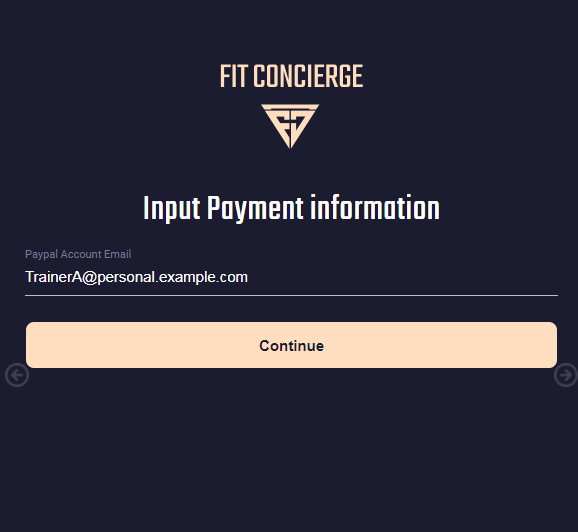 FIT CONCIERGE
Input Payment information
Paypal Account Email
TrainerA@personal.example.com
Continue